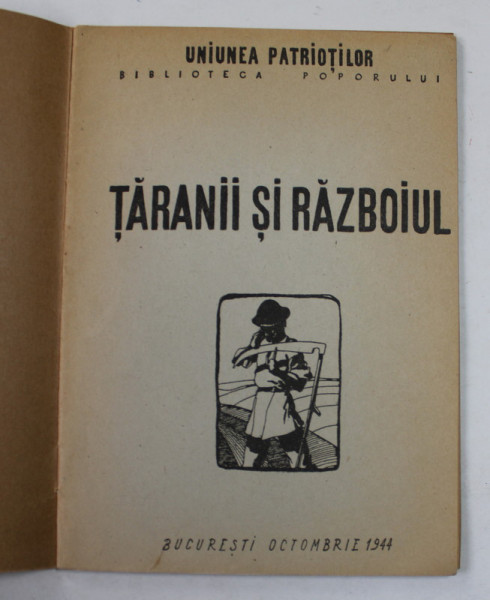 UNIUNEA PATRIOȚILOR
BIBLIOTECA POPORULUI
ȚĂRANII ȘI RĂZBOIUL
BUCUREȘTI OCTOMBRIE 1944